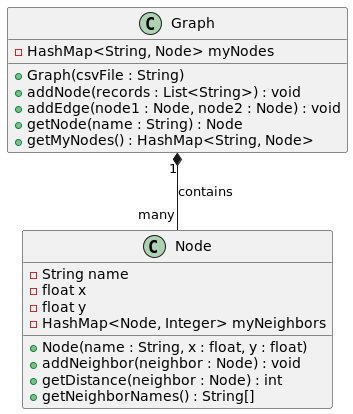 C Graph
HashMap<String, Node> myNodes
Graph(csvFile : String)
addNode(records : List<String>) : void
addEdge(node1 : Node, node2 : Node) : void
getNode(name : String) : Node
getMyNodes() : HashMap<String, Node>
1
contains
many
C Node
String name
float x
float y
HashMap<Node, Integer> myNeighbors
Node(name : String, x : float, y : float)
addNeighbor(neighbor : Node) : void
getDistance(neighbor : Node) : int
getNeighborNames() : String[]